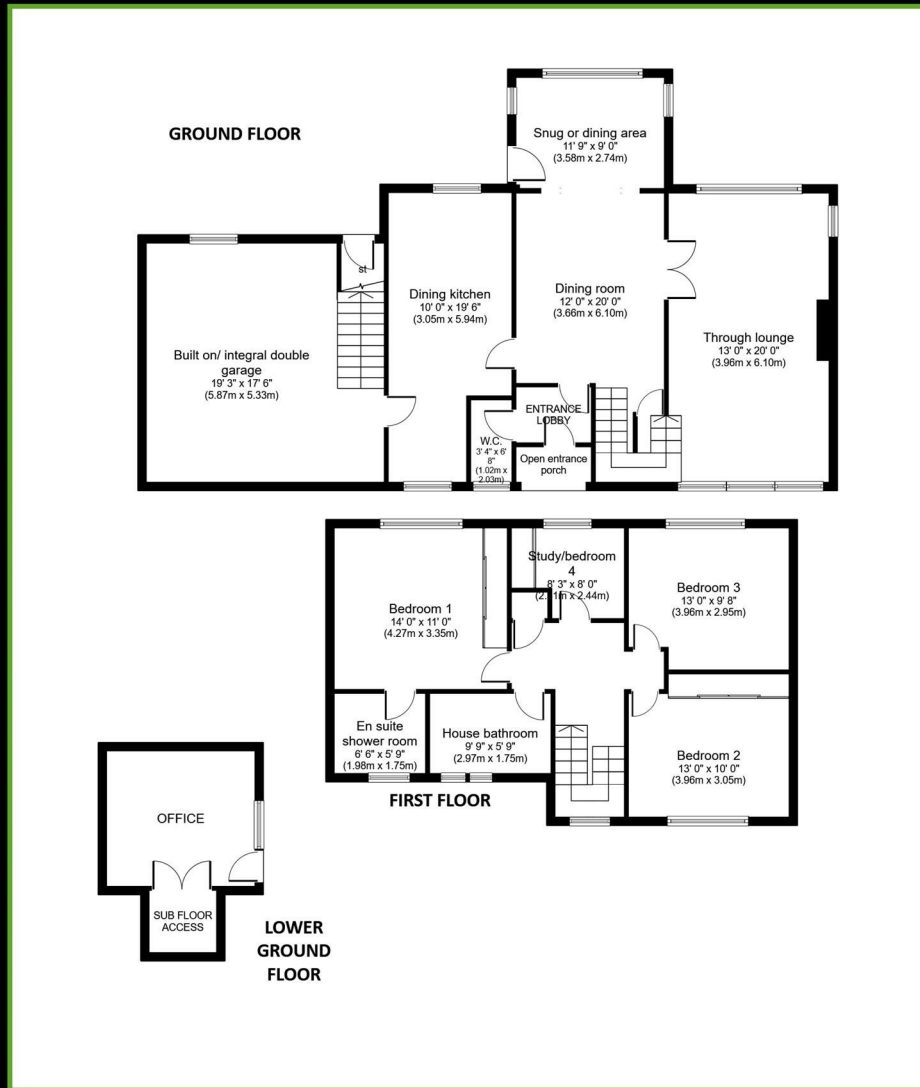 GROUND FLOOR
Snug or dining area
11' 9" x 9' 0"
(3.58m x 2.74m)
st
Dining kitchen
10' 0" x 19' 6"
(3.05m x 5.94m)
Dining room
12' 0" x 20' 0"
(3.66m x 6.10m)
Through lounge
13' 0" x 20' 0"
(3.96m x 6.10m)
Built on/ integral double
garage
19' 3" x 17' 6"
(5.87m x 5.33m)
ENTRANCE
LOBBY
W.C.
3' 4" x 6'
8"
(1.02m x
2.03m)
Open entrance
porch
Study/bedroom
4
8' 3" x 8' 0"
x 2.44m)
Bedroom 1
14' 0" x 11' 0"
(4.27m x 3.35m)
Bedroom 3
13' 0" x 9' 8"
(3.96m x 2.95m)
En suite
shower room
6' 6" x 5' 9"
(1.98m x 1.75m)
House bathroom
9' 9" x 5' 9"
(2.97m x 1.75m)
Bedroom 2
13' 0" x 10' 0"
(3.96m x 3.05m)
FIRST FLOOR
OFFICE
SUB FLOOR
ACCESS
LOWER
GROUND
FLOOR